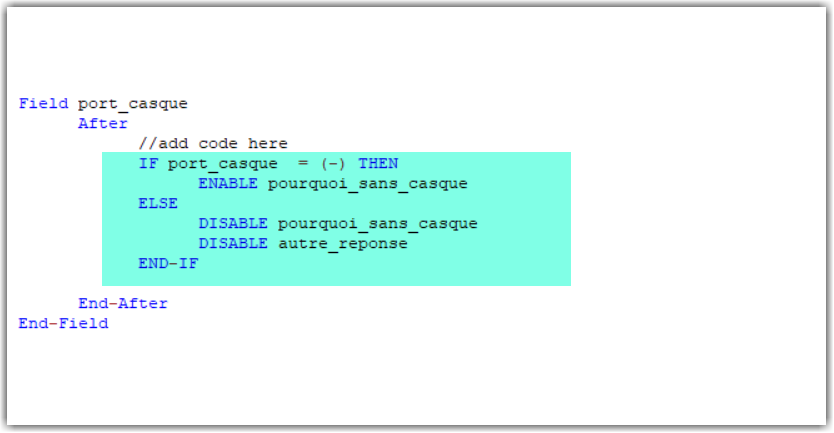 Field port_casque
After
//add code here
IF port_casque  = (-) THEN
ENABLE pourquoi_sans_casque
ELSE
DISABLE pourquoi_sans_casque
DISABLE autre_reponse
END-IF
End-After
End-Field